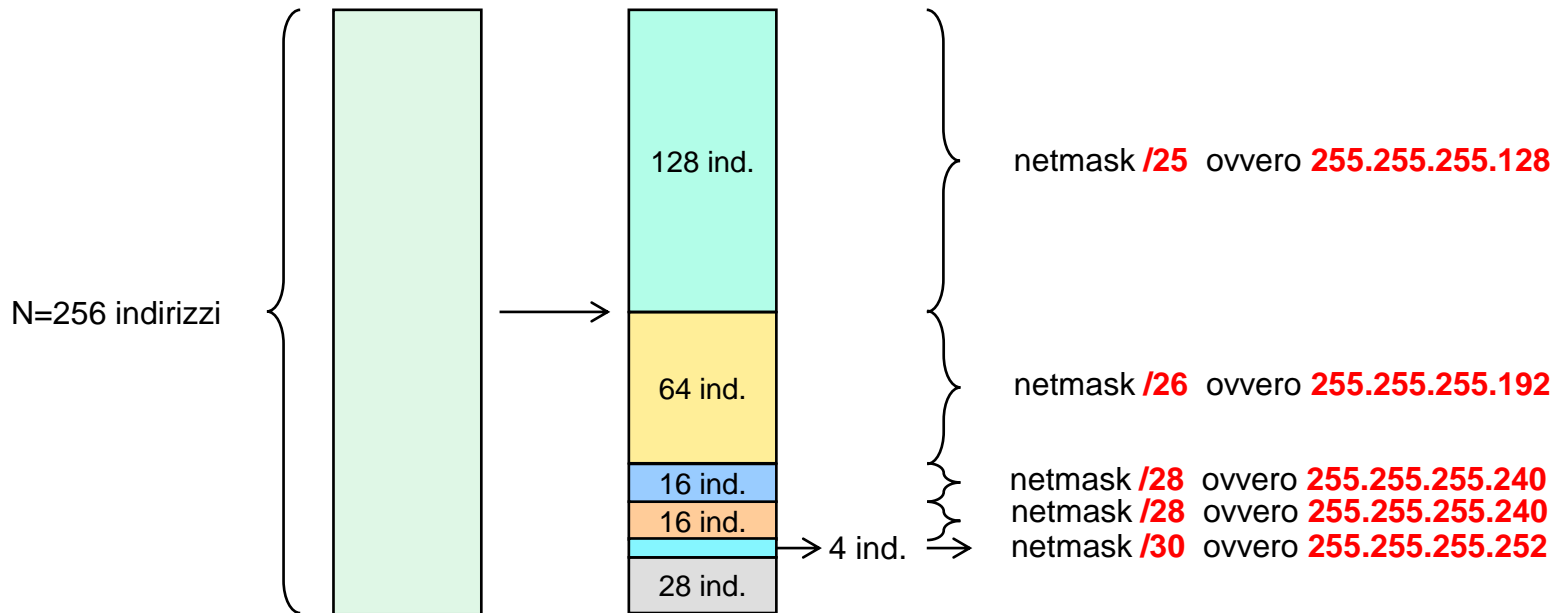 128 ind.
netmask /25 ovvero 255.255.255.128
N=256 indirizzi
64 ind.
netmask /26 ovvero 255.255.255.192
16 ind.
netmask /28 ovvero 255.255.255.240
16 ind.
netmask /28 ovvero 255.255.255.240
4 ind.
netmask /30 ovvero 255.255.255.252
28 ind.